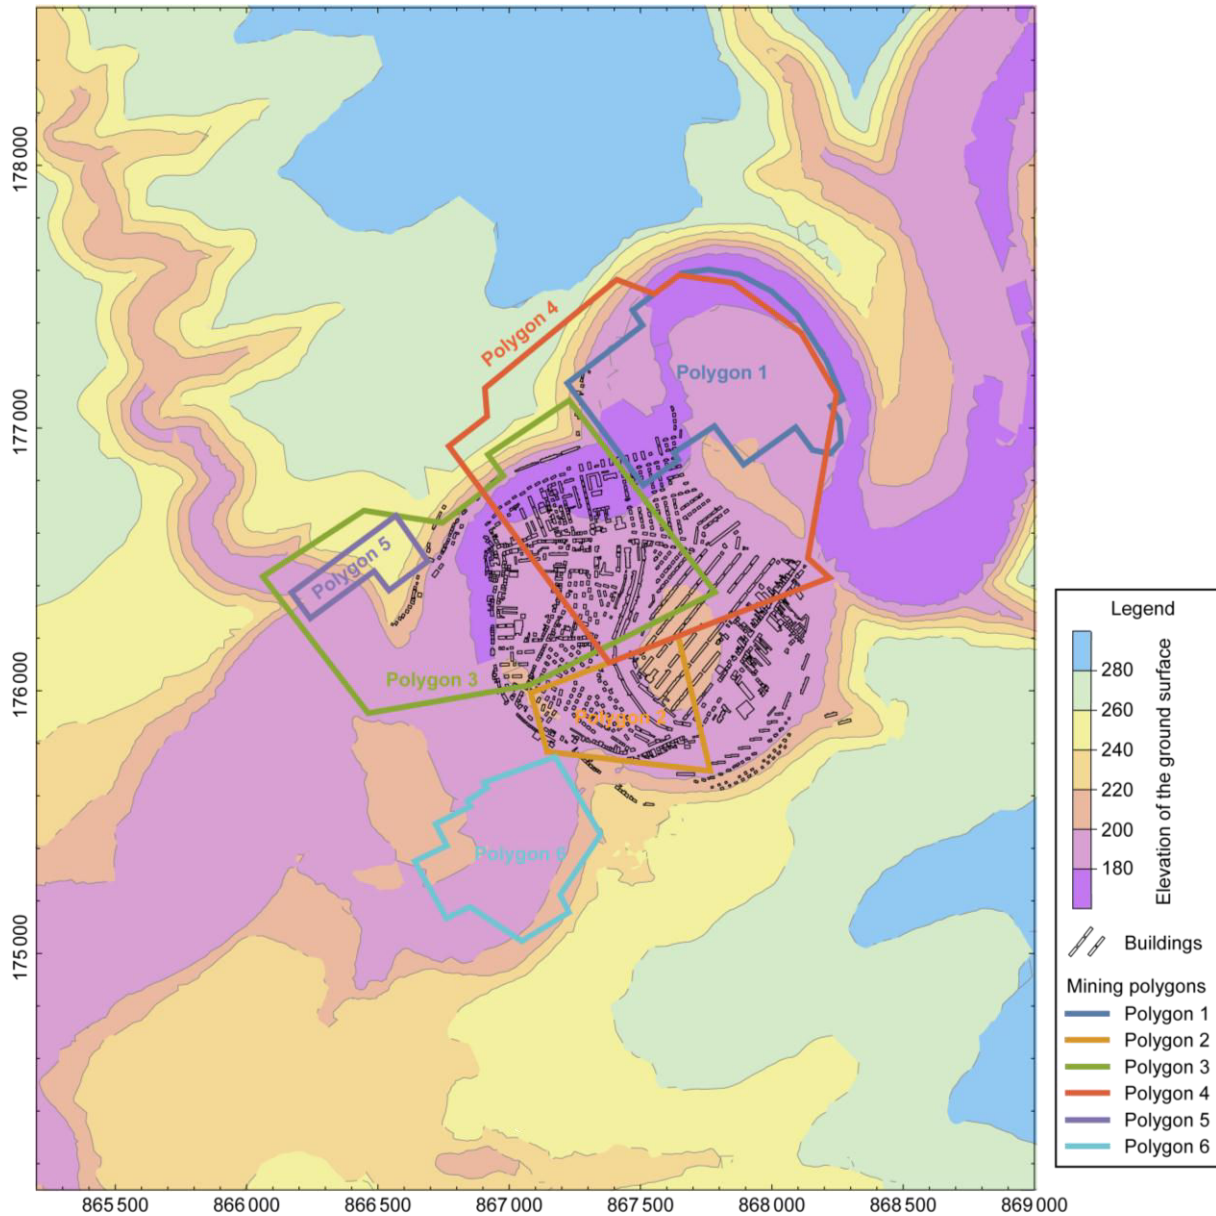 178 000
177 000
176 000
175 000
865 500
866 000
866 500
867 000
867 500
868 000
868 500
869 000
Polygon 4
Polygon 1
Polygon 5
Polygon 3
Polygon 2
Polygon 6
Legend
280
260
240
220
200
180
Elevation of the ground surface
Buildings
Mining polygons
Polygon 1
Polygon 2
Polygon 3
Polygon 4
Polygon 5
Polygon 6